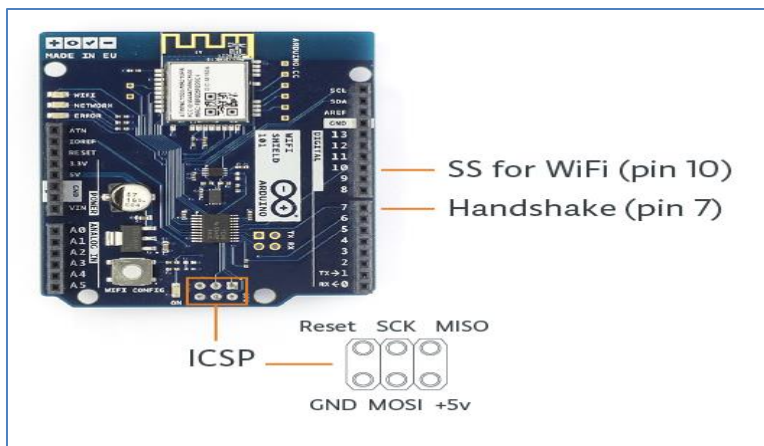 MADE IN EU
ARDUINO.CC
WIFI
NETWORK
ERROR
SCL
SDA
AREF
GND
ATN
IOREF
RESET
3.3V
5V
GND
VIN
POWER
ANALOG IN
A0
A1
A2
A3
A4
A5
WIFI CONFIG
ON
WIFI
SHIELD
101
ARDUINO
DIGITAL
13
12
11
10
9
8
7
6
5
4
3
2
TX→1
RX←0
TX
RX
SS for WiFi (pin 10)
Handshake (pin 7)
ICSP
Reset SCK MISO
GND MOSI +5v